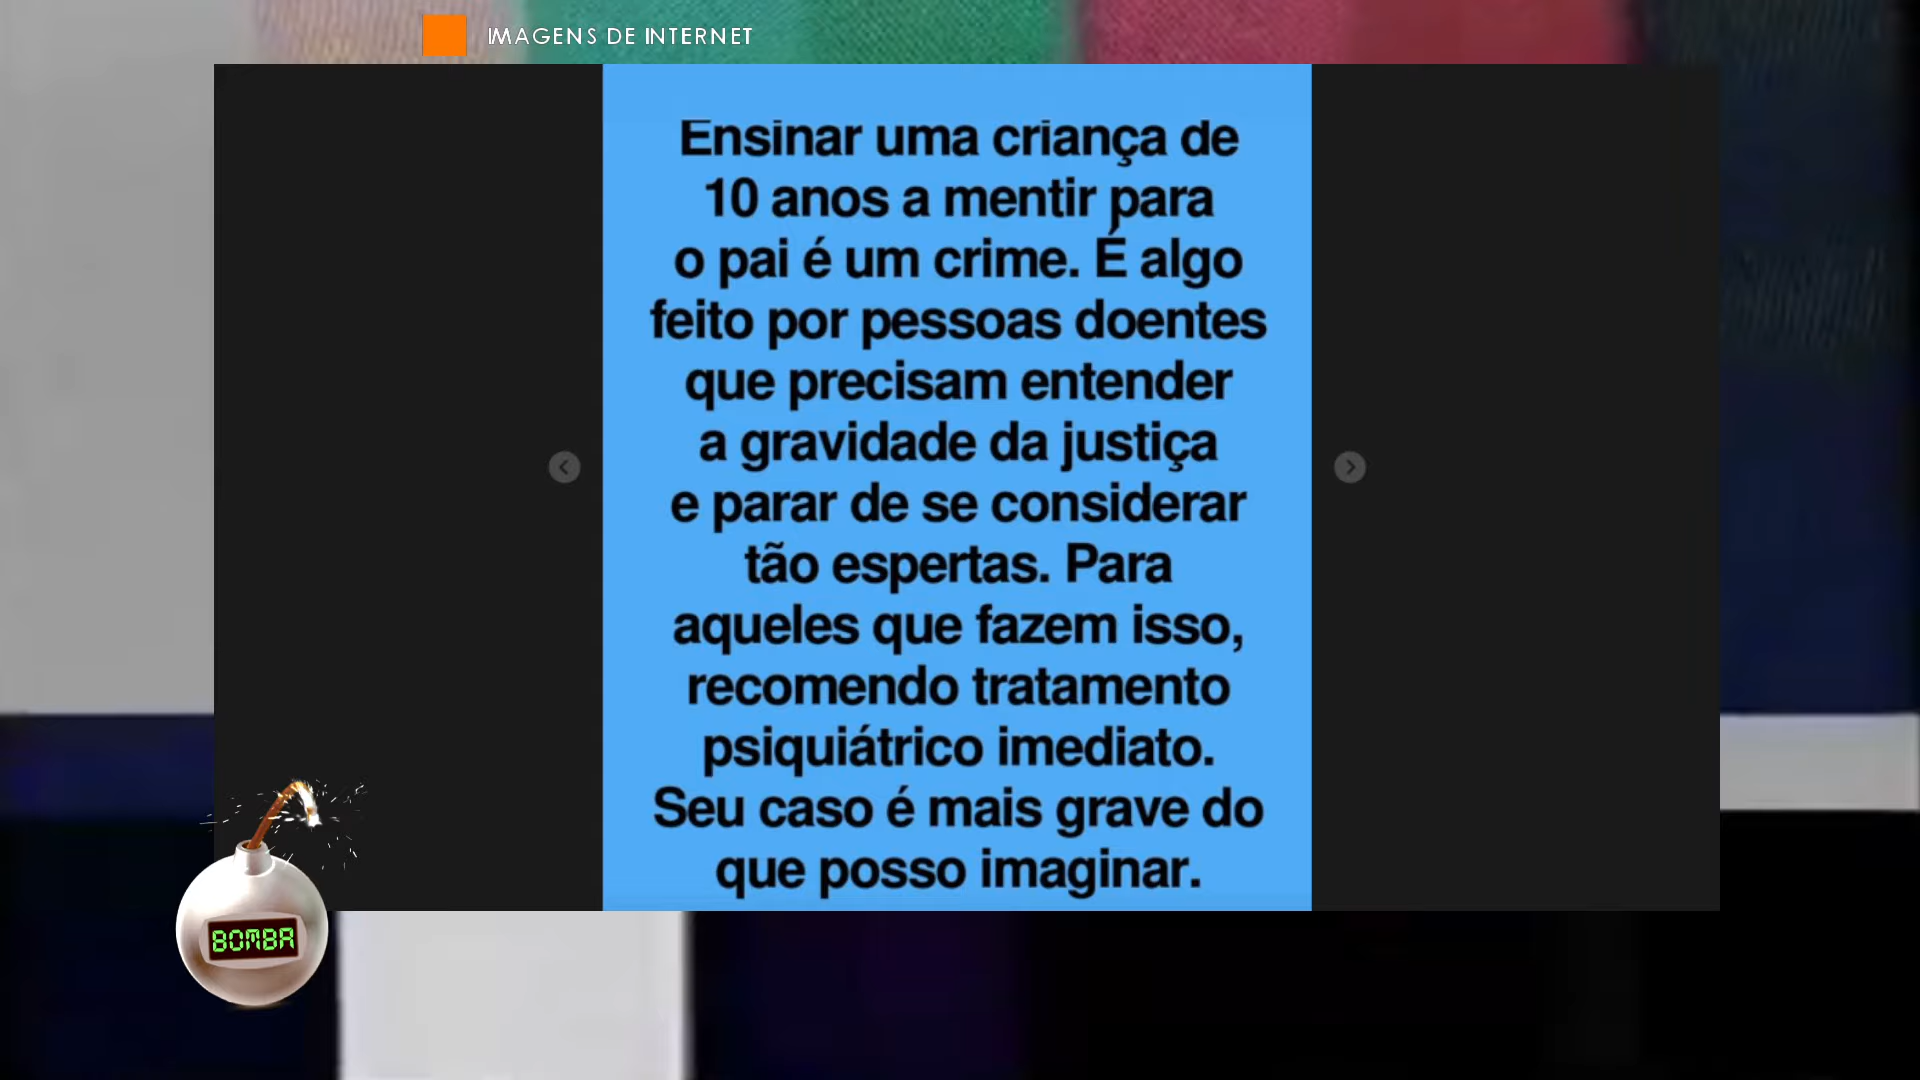 IMAGENS DE INTERNET
Ensinar uma criança de
10 anos a mentir para
o pai é um crime. É algo
feito por pessoas doentes
que precisam entender
a gravidade da justiça
e parar de se considerar
tão espertas. Para
aqueles que fazem isso,
recomendo tratamento
psiquiátrico imediato.
Seu caso é mais grave do
que posso imaginar.
BOMBA